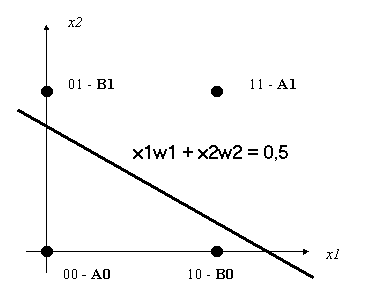 x2
01 - B1
11 - A1
x1w1 + x2w2 = 0,5
x1
00 - A0
10 - B0